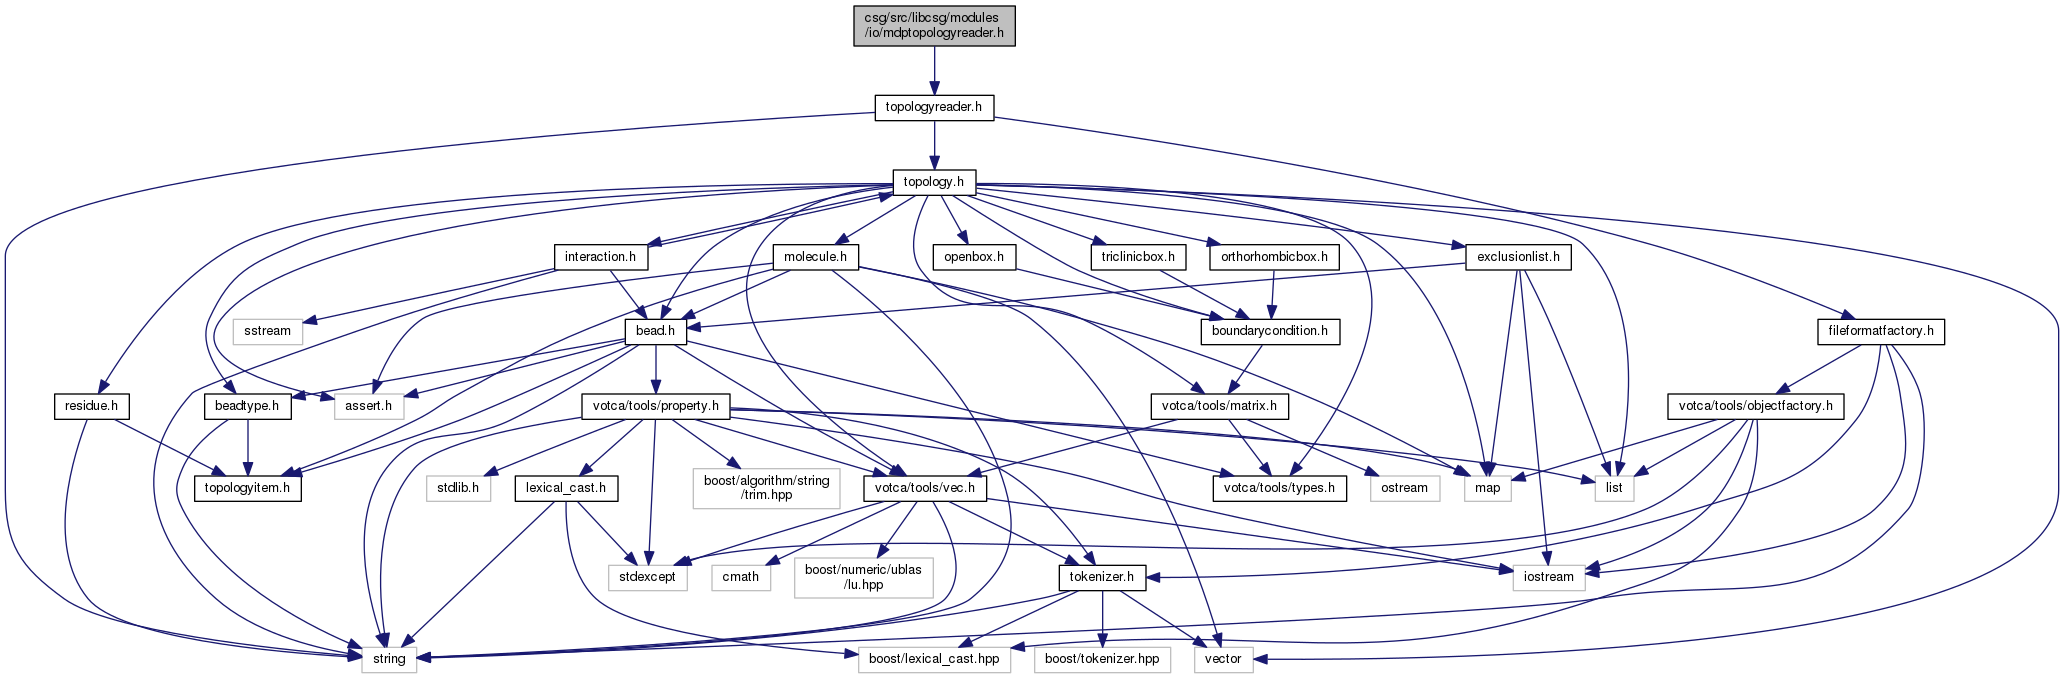 csg/src/libcsg/modules
/io/mdptopologyreader.h
topologyreader.h
topology.h
interaction.h
molecule.h
openbox.h
triclinicbox.h
orthorhombicbox.h
exclusionlist.h
sstream
bead.h
boundarycondition.h
fileformatfactory.h
residue.h
beadtype.h
assert.h
votca/tools/property.h
votca/tools/matrix.h
votca/tools/objectfactory.h
topologyitem.h
stdlib.h
lexical_cast.h
boost/algorithm/string
/trim.hpp
votca/tools/vec.h
votca/tools/types.h
ostream
map
list
stdexcept
cmath
boost/numeric/ublas
/lu.hpp
tokenizer.h
iostream
string
boost/lexical_cast.hpp
boost/tokenizer.hpp
vector